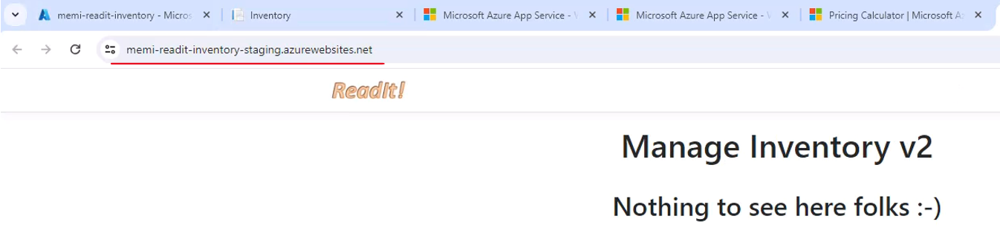 memi-readit-inventory - Micros
Inventory
Microsoft Azure App Service - W
Microsoft Azure App Service - W
Pricing Calculator | Microsoft Az
memi-readit-inventory-staging.azurewebsites.net
ReadIt!
Manage Inventory v2
Nothing to see here folks :-)